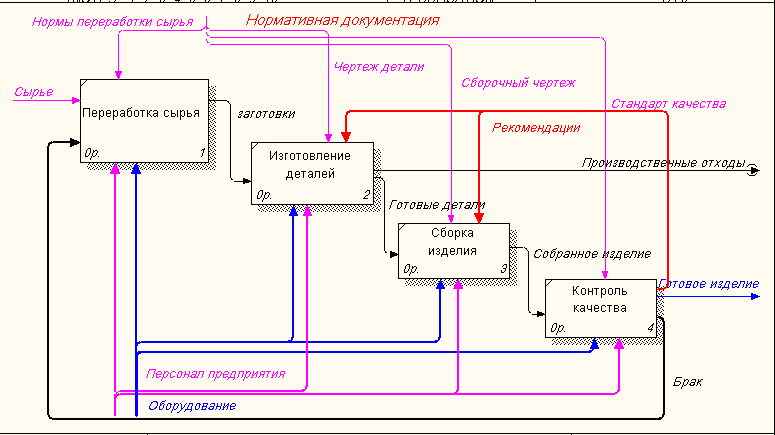 Нормы переработки сырья
Нормативная документация
Чертеж детали
Сборочный чертеж
Стандарт качества
Сырье
Переработка сырья
0р. 1
заготовки
Рекомендации
Изготовление
деталей
0р. 2
Производственные отходы
Готовые детали
Сборка
изделия
0р. 3
Собранное изделие
Контроль
качества
0р. 4
Готовое изделие
Персонал предприятия
Оборудование
Брак